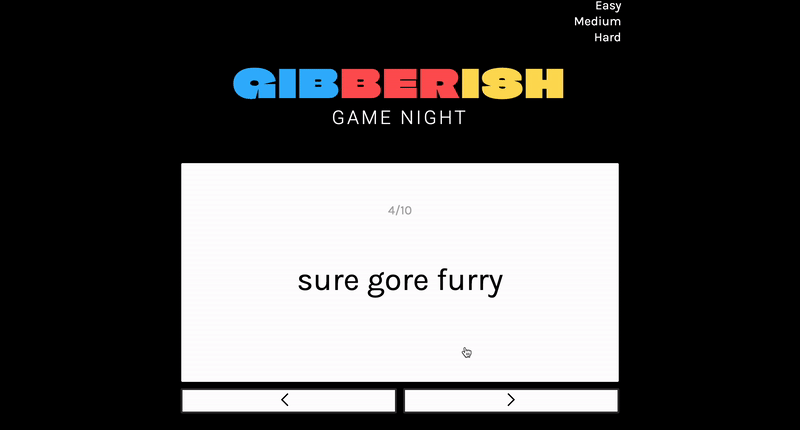 Easy
Medium
Hard
GIBBERISH
GAME NIGHT
4/10
sure gore furry